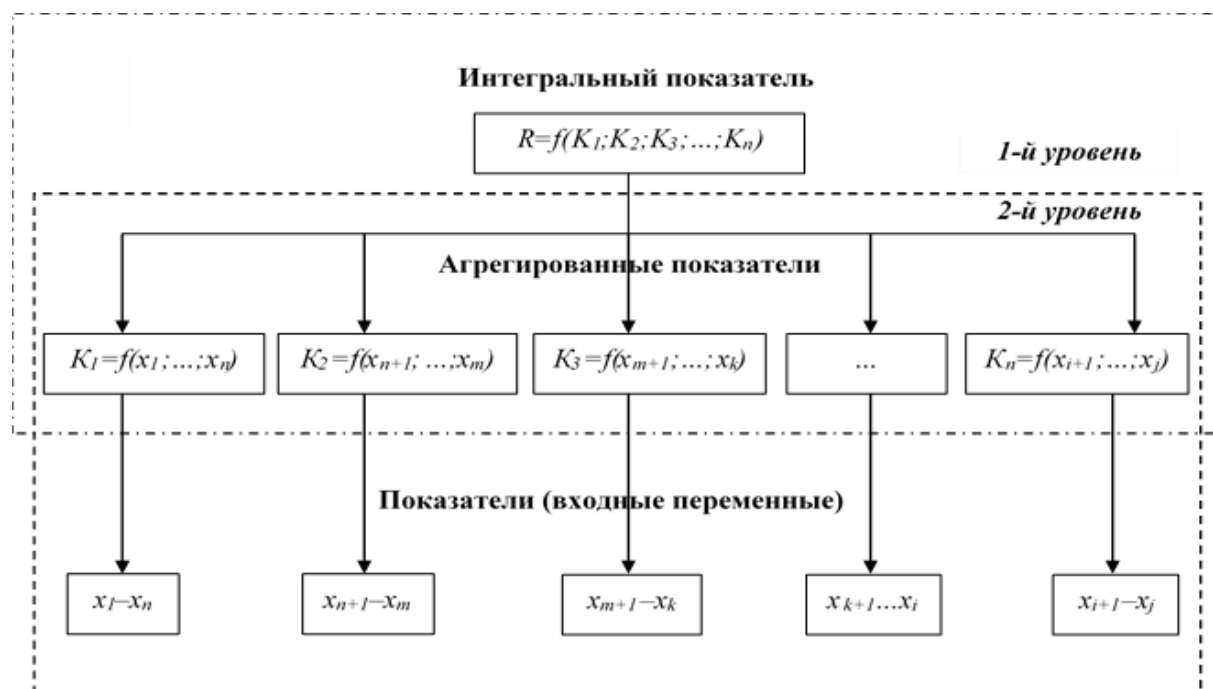 Интегральный показатель
R=f(K1;K2;K3;...;Kn)
1-й уровень
2-й уровень
Агрегированные показатели
K1=f(x1;...;xn)
K2=f(xn+1; ...;xm)
K3=f(xm+1;...;xk)
...
Kn=f(xi+1;...;xj)
Показатели (входные переменные)
x1–xn
xn+1–xm
xm+1–xk
xk+1...xi
xi+1–xj